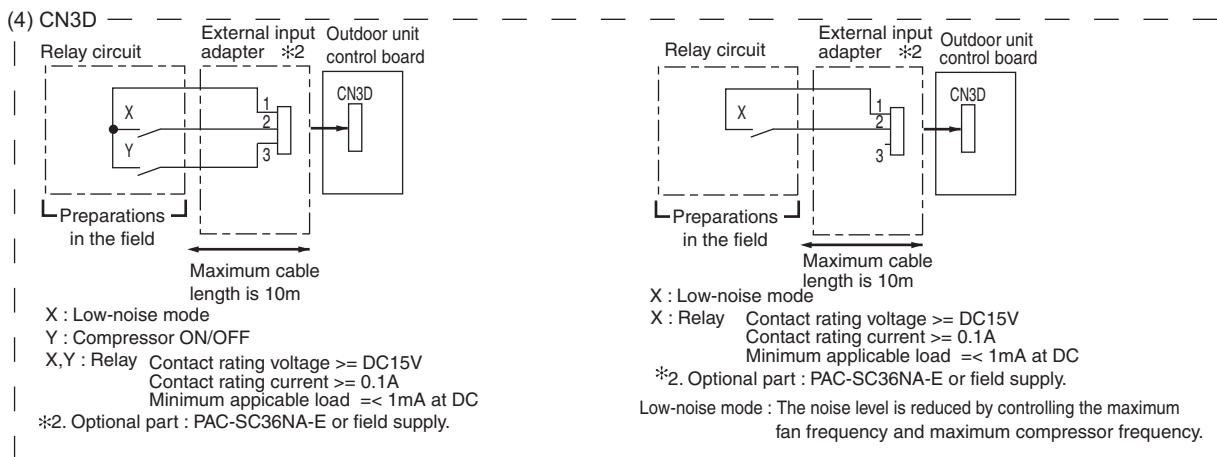 (4) CN3D
Relay circuit
External input
adapter ✻2
Outdoor unit
control board
X
Y
1
2
3
CN3D
Preparations
in the field
Maximum cable
length is 10m
X : Low-noise mode
Y : Compressor ON/OFF
X,Y : Relay Contact rating voltage >= DC15V
Contact rating current >= 0.1A
Minimum appicable load =< 1mA at DC
✻2. Optional part : PAC-SC36NA-E or field supply.
Relay circuit
External input
adapter ✻2
Outdoor unit
control board
X
1
2
3
CN3D
Preparations
in the field
Maximum cable
length is 10m
X : Low-noise mode
X : Relay Contact rating voltage >= DC15V
Contact rating current >= 0.1A
Minimum applicable load =< 1mA at DC
✻2. Optional part : PAC-SC36NA-E or field supply.
Low-noise mode : The noise level is reduced by controlling the maximum
fan frequency and maximum compressor frequency.